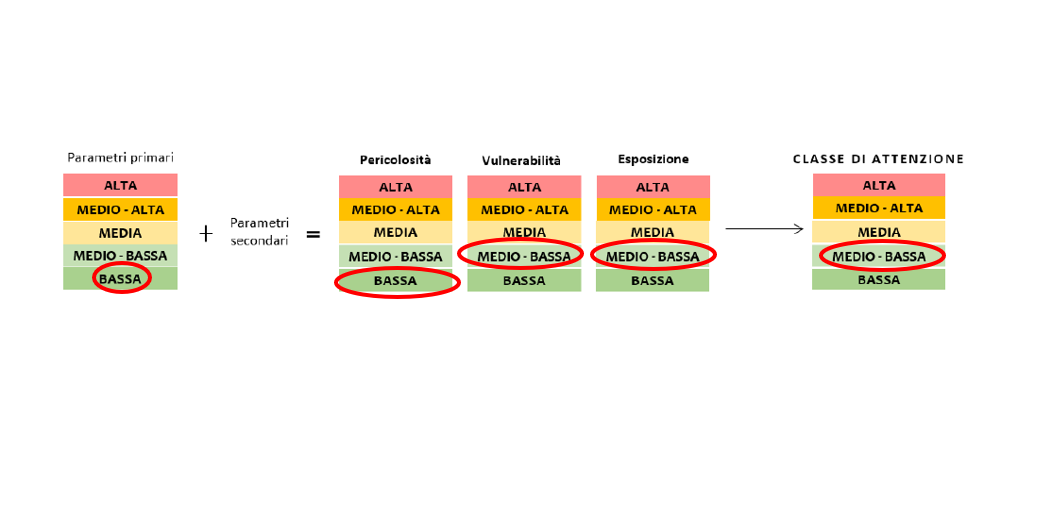 Parametri primari
ALTA
MEDIO - ALTA
MEDIA
MEDIO - BASSA
BASSA
+
Parametri
secondari
=
Pericolosità
ALTA
MEDIO - ALTA
MEDIA
MEDIO - BASSA
BASSA
Vulnerabilità
ALTA
MEDIO - ALTA
MEDIA
MEDIO - BASSA
BASSA
Esposizione
ALTA
MEDIO - ALTA
MEDIA
MEDIO - BASSA
BASSA
CLASSE DI ATTENZIONE
ALTA
MEDIO - ALTA
MEDIA
MEDIO - BASSA
BASSA